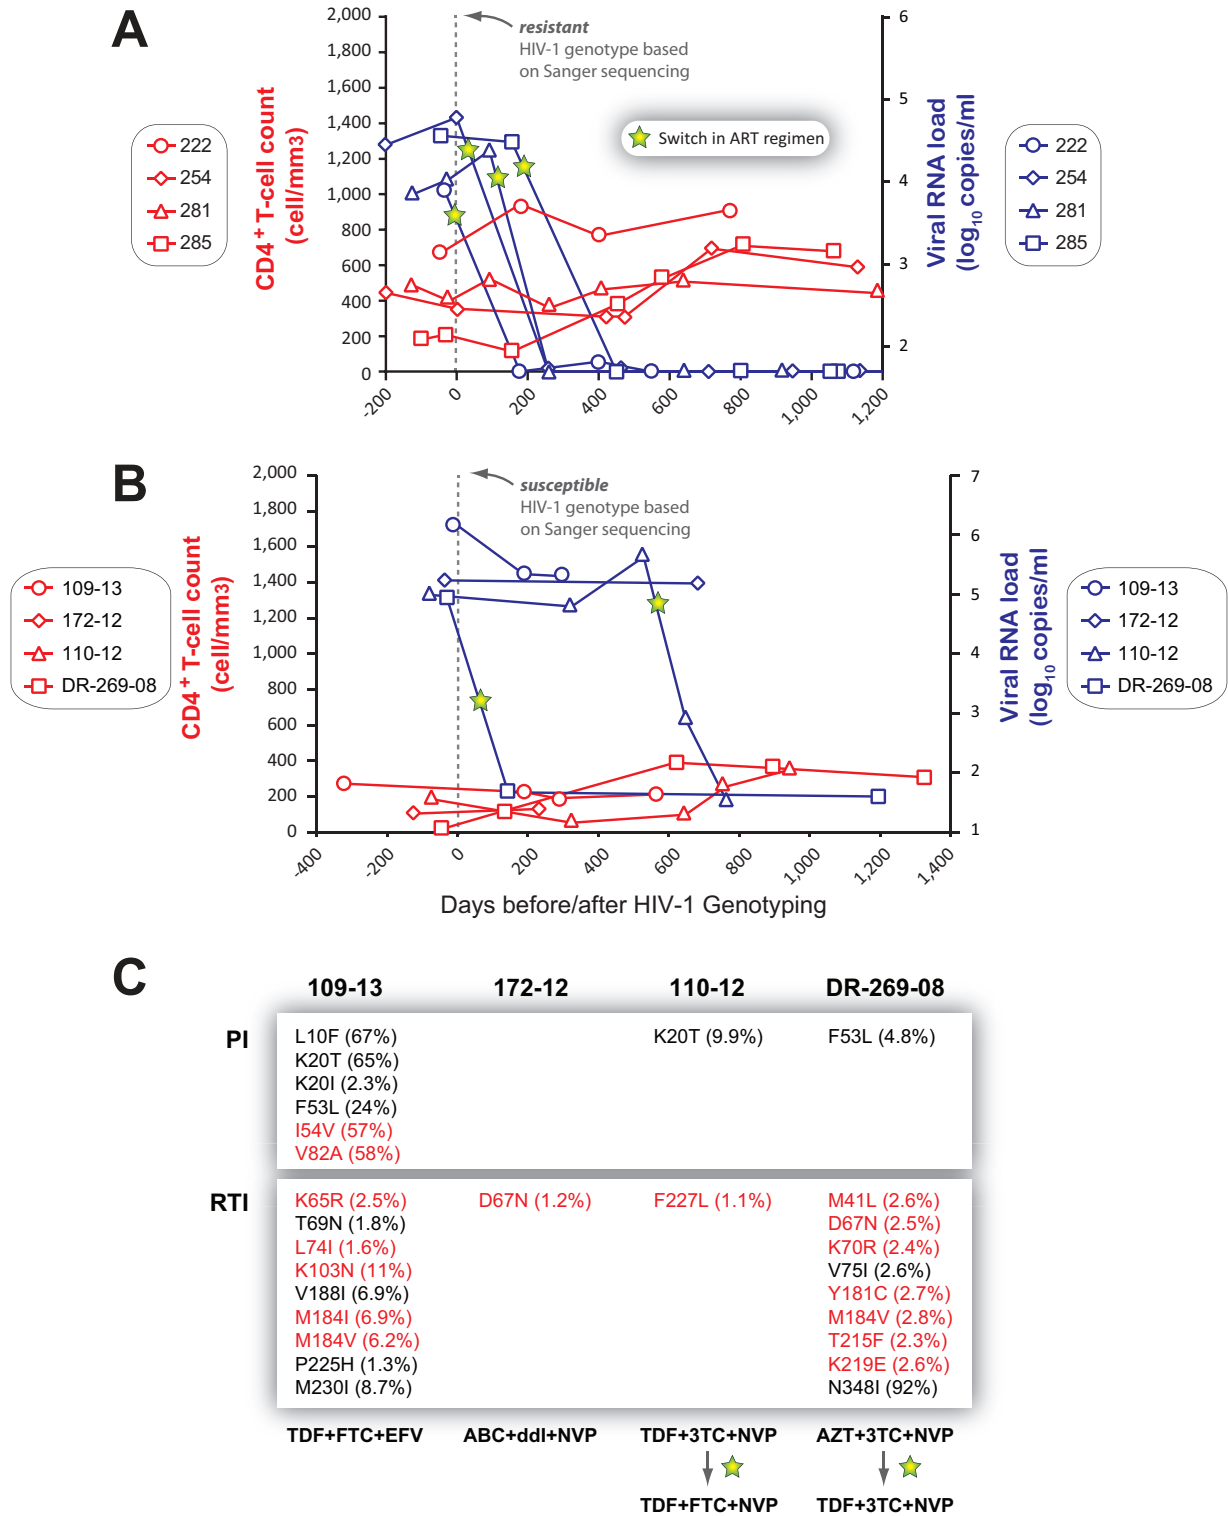 A
resistant
HIV-1 genotype based
on Sanger sequencing
Switch in ART regimen
2,000
1,800
1,600
1,400
1,200
1,000
800
600
400
200
0
CD4+ T-cell count
(cell/mm3)
222
254
281
285
6
5
4
3
2
Viral RNA load
(log10 copies/ml
222
254
281
285
-200
0
200
400
600
800
1,000
1,200
B
susceptible
HIV-1 genotype based
on Sanger sequencing
2,000
1,800
1,600
1,400
1,200
1,000
800
600
400
200
0
CD4+ T-cell count
(cell/mm3)
109-13
172-12
110-12
DR-269-08
7
6
5
4
3
2
1
Viral RNA load
(log10 copies/ml
109-13
172-12
110-12
DR-269-08
-400
-200
0
200
400
600
800
1,000
1,200
1,400
Days before/after HIV-1 Genotyping
C
109-13 172-12 110-12 DR-269-08
PI
L10F (67%) K20T (9.9%) F53L (4.8%)
K20T (65%)
K20I (2.3%)
F53L (24%)
I54V (57%)
V82A (58%)
RTI
K65R (2.5%) D67N (1.2%) F227L (1.1%) M41L (2.6%)
T69N (1.8%) D67N (2.5%)
L74I (1.6%) K70R (2.4%)
K103N (11%) V75I (2.6%)
V188I (6.9%) Y181C (2.7%)
M184I (6.9%) M184V (2.8%)
M184V (6.2%) T215F (2.3%)
P225H (1.3%) K219E (2.6%)
M230I (8.7%) N348I (92%)
TDF+FTC+EFV ABC+ddI+NVP TDF+3TC+NVP AZT+3TC+NVP
TDF+FTC+NVP TDF+3TC+NVP